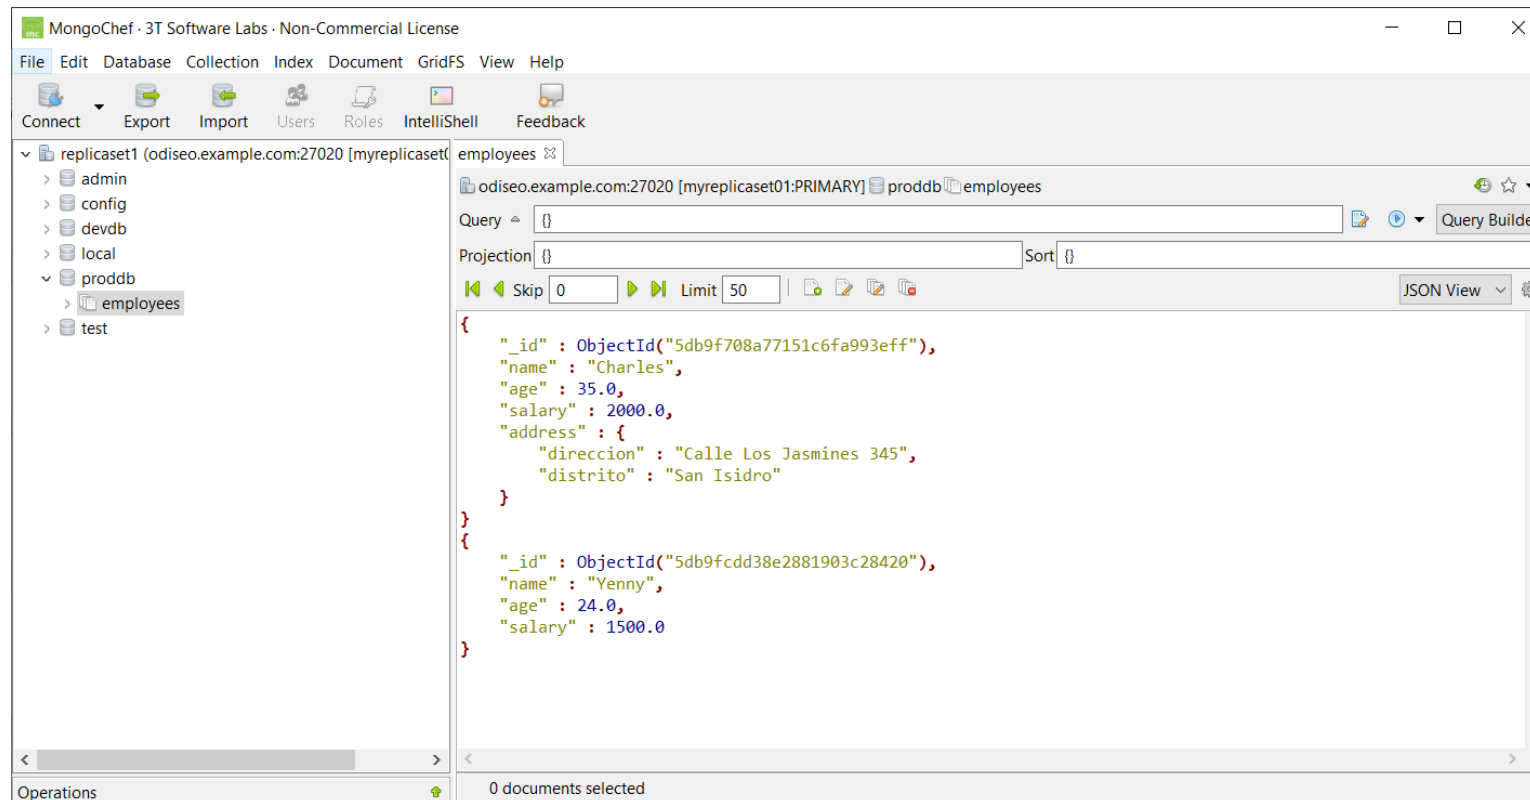 MongoChef · 3T Software Labs · Non-Commercial License
File Edit Database Collection Index Document GridFS View Help
Connect Export Import Users Roles IntelliShell Feedback
replicaset1 (odiseo.example.com:27020 [myreplicaset0
admin
config
devdb
local
proddb
employees
test
Operations
employees
odiseo.example.com:27020 [myreplicaset01:PRIMARY] proddb employees
Query {} Query Builde
Projection {} Sort {}
Skip 0 Limit 50 JSON View
{
"_id" : ObjectId("5db9f708a77151c6fa993eff"),
"name" : "Charles",
"age" : 35.0,
"salary" : 2000.0,
"address" : {
"direccion" : "Calle Los Jasmines 345",
"distrito" : "San Isidro"
}
}
{
"_id" : ObjectId("5db9fcdd38e2881903c28420"),
"name" : "Yenny",
"age" : 24.0,
"salary" : 1500.0
}
0 documents selected